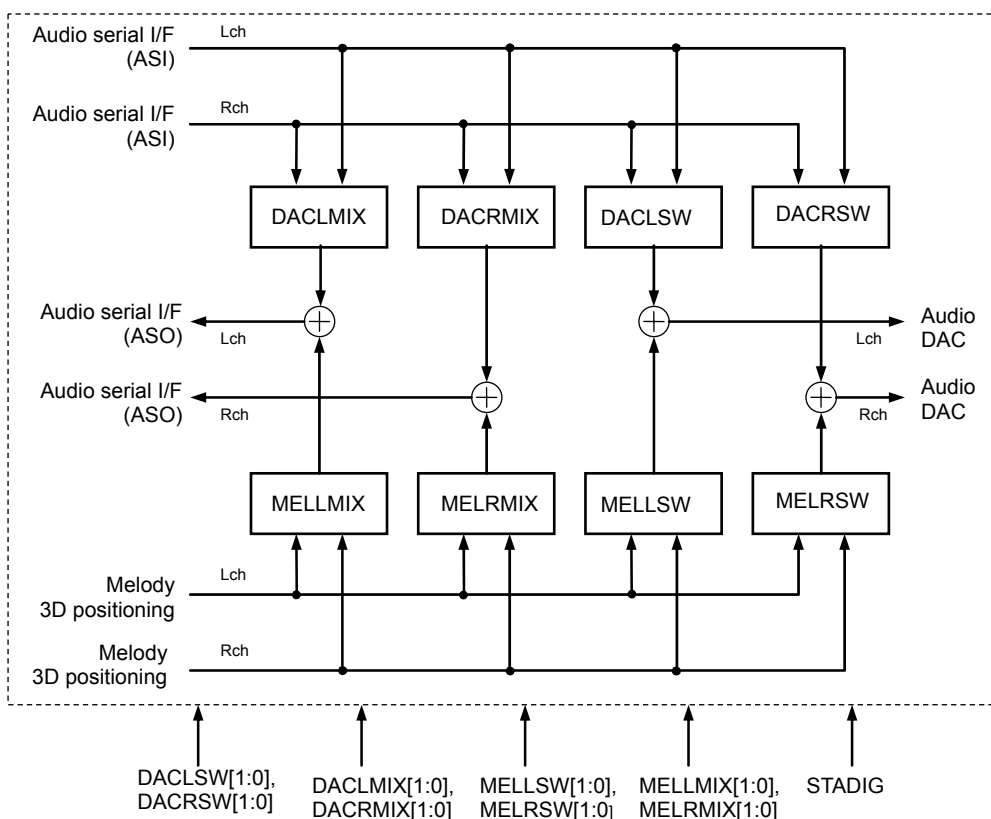 Audio serial I/F
(ASI)
Lch
Audio serial I/F
(ASI)
Rch
DACLMIX
DACRMIX
DACLSW
DACRSW
Audio serial I/F
(ASO)
Lch
Lch
Audio
DAC
Audio serial I/F
(ASO)
Rch
Rch
Audio
DAC
MELLMIX
MELRMIX
MELLSW
MELRSW
Melody
3D positioning
Lch
Melody
3D positioning
Rch
DACLSW[1:0],
DACRSW[1:0]
DACLMIX[1:0],
DACRMIX[1:0]
MELLSW[1:0],
MELRSW[1:0]
MELLMIX[1:0],
MELRMIX[1:0]
STADIG